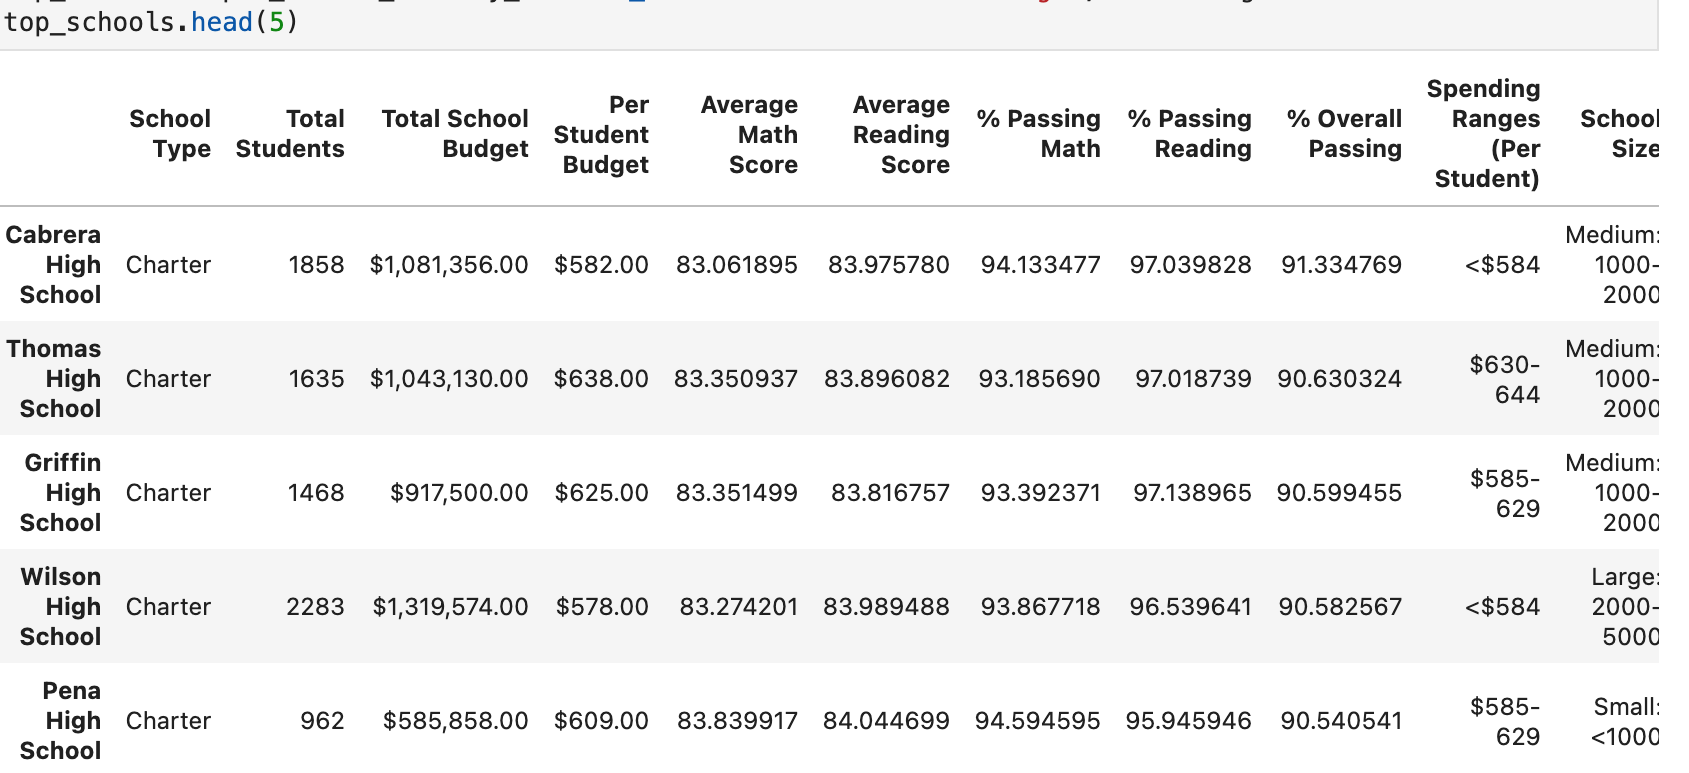 top_schools.head(5)
School Type Total Students Total School Budget Per Student Budget Average Math Score Average Reading Score % Passing Math % Passing Reading % Overall Passing Spending Ranges (Per Student) School Size
Cabrera High School Charter 1858 $1,081,356.00 $582.00 83.061895 83.975780 94.133477 97.039828 91.334769 <$584 Medium: 1000-2000
Thomas High School Charter 1635 $1,043,130.00 $638.00 83.350937 83.896082 93.185690 97.018739 90.630324 $630-644 Medium: 1000-2000
Griffin High School Charter 1468 $917,500.00 $625.00 83.351499 83.816757 93.392371 97.138965 90.599455 $585-629 Medium: 1000-2000
Wilson High School Charter 2283 $1,319,574.00 $578.00 83.274201 83.989488 93.867718 96.539641 90.582567 <$584 Large: 2000-5000
Pena High School Charter 962 $585,858.00 $609.00 83.839917 84.044699 94.594595 95.945946 90.540541 $585-629 Small: <1000